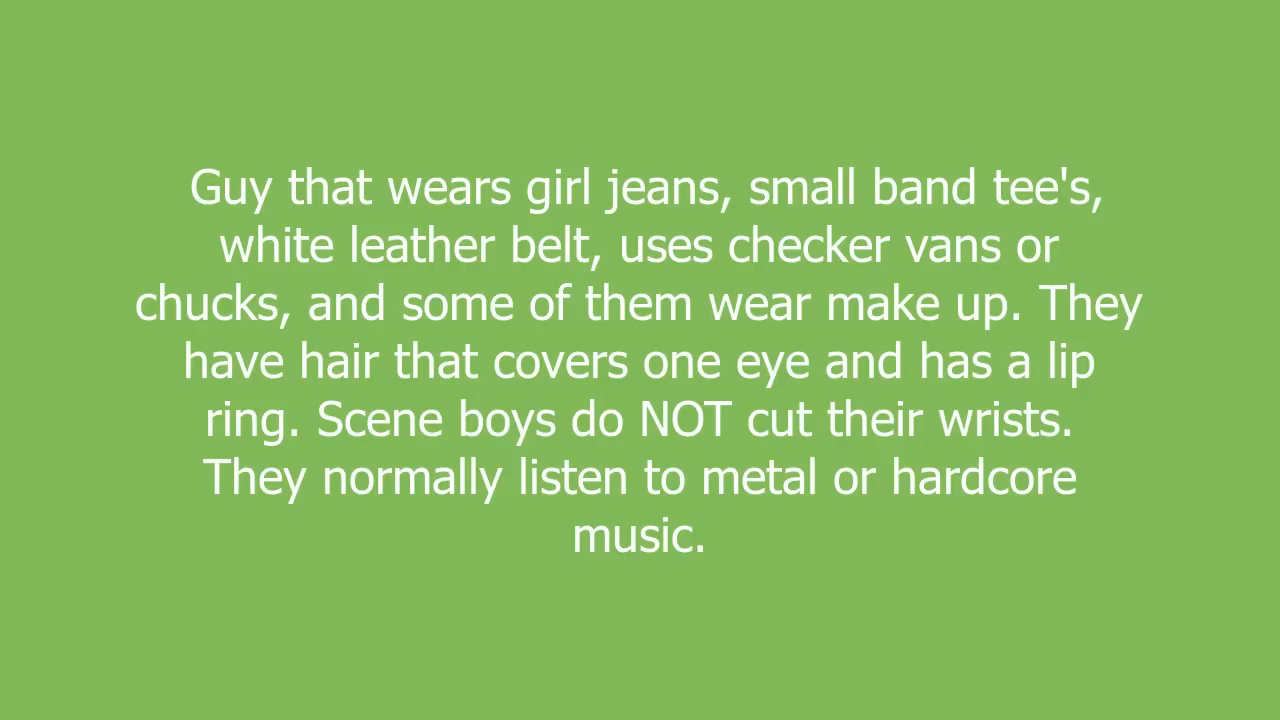 Guy that wears girl jeans, small band tee's,
white leather belt, uses checker vans or
chucks, and some of them wear make up. They
have hair that covers one eye and has a lip
ring. Scene boys do NOT cut their wrists.
They normally listen to metal or hardcore
music.